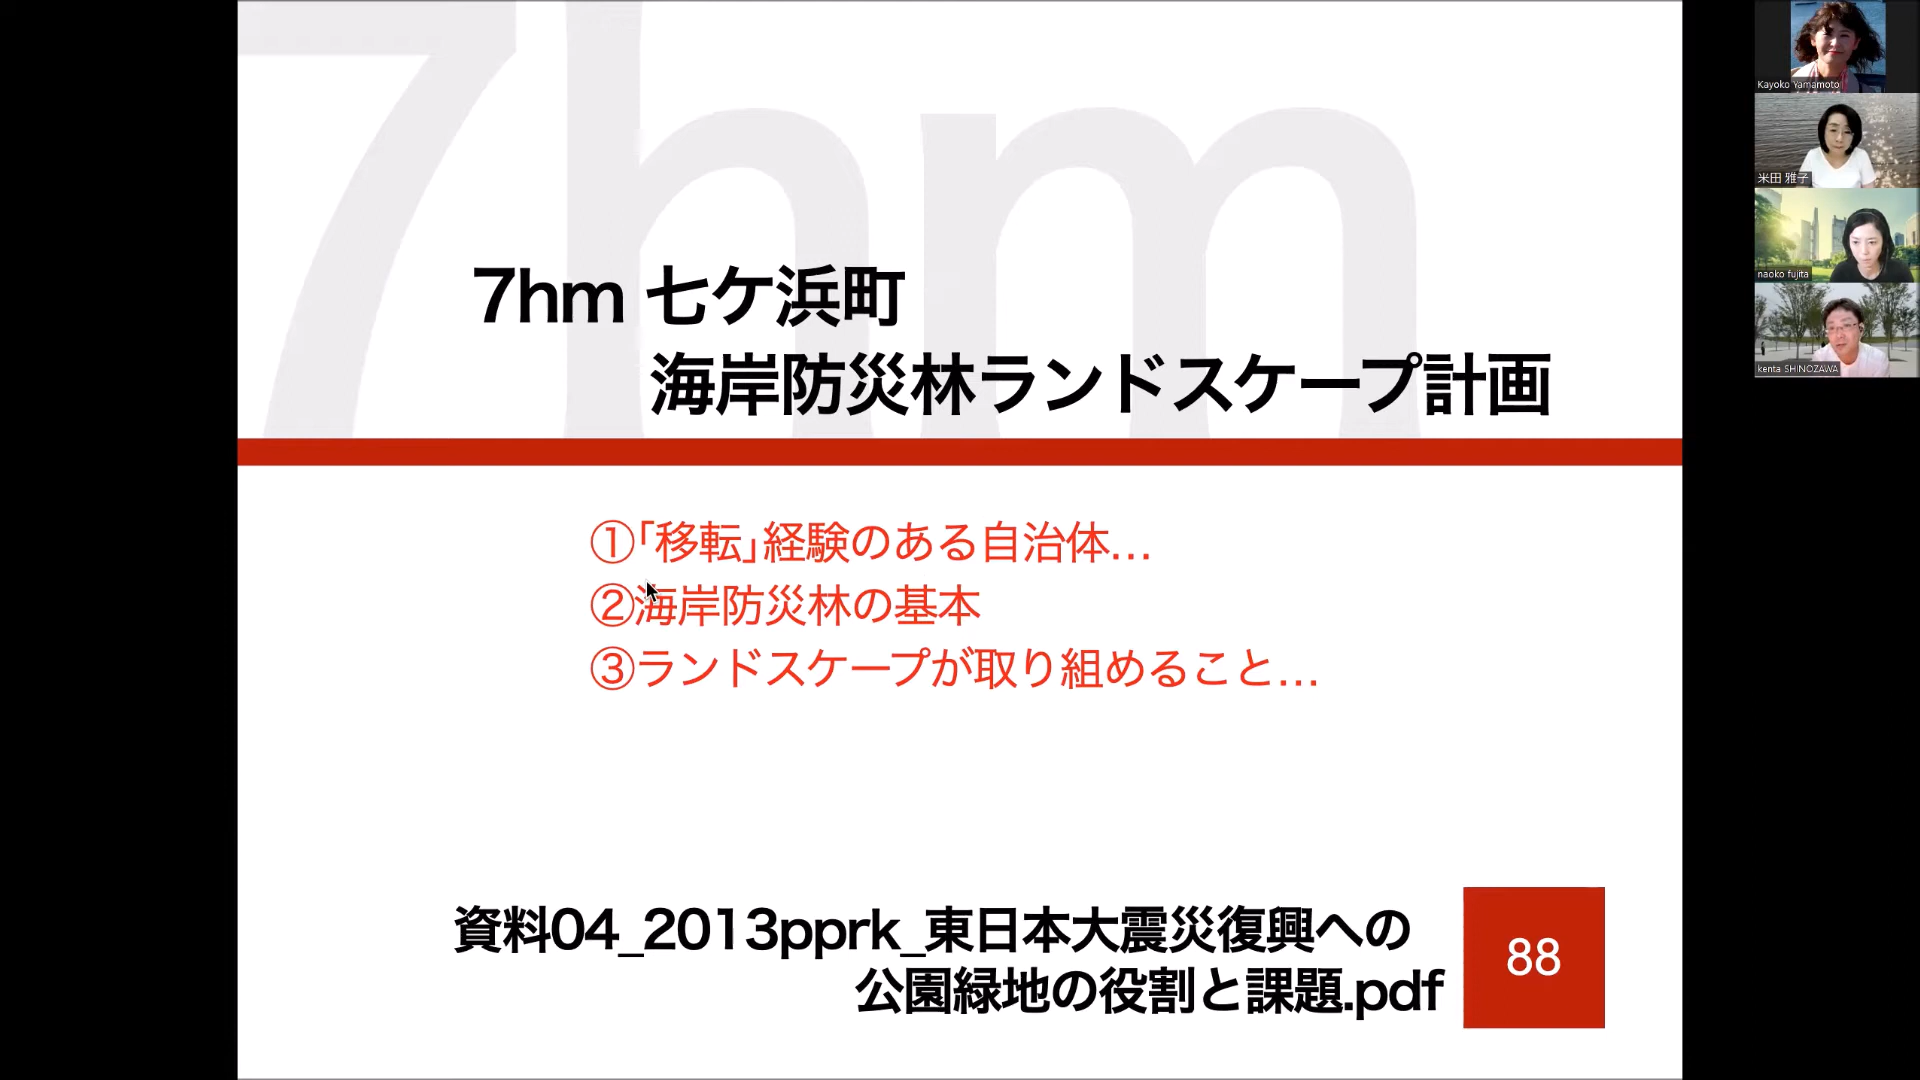 7hm
7hm 七ケ浜町
海岸防災林ランドスケープ計画
①「移転」経験のある自治体…
②海岸防災林の基本
③ランドスケープが取り組めること…
資料04_2013pprk_東日本大震災復興への
公園緑地の役割と課題.pdf
88
Kayoko Yamamoto
米田 雅子
naoko fujita
kenta SHINOZAWA